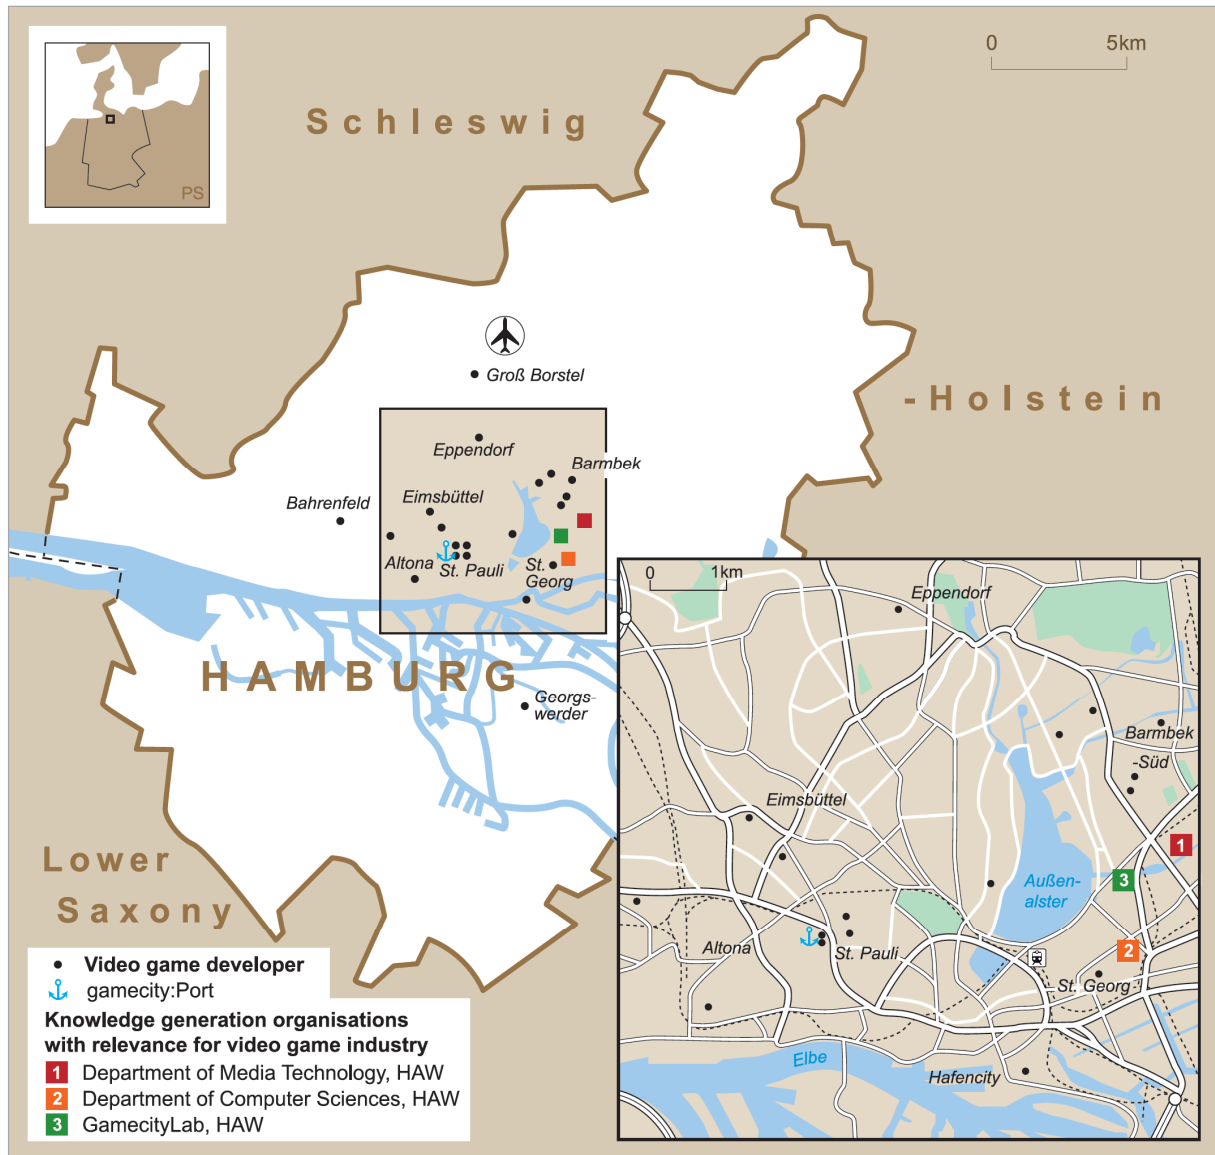 PS
0 5km
Schleswig
-Holstein
Groß Borstel
Eppendorf
Barmbek
Bahrenfeld
Eimsbüttel
Altona
St. Pauli
St.
Georg
HAMBURG
Georgs-
werder
Lower
Saxony
0 1km
Eppendorf
Barmbek
-Süd
Eimsbüttel
1
3
Außen-
alster
Altona
St. Pauli
2
St. Georg
Elbe
Hafencity
Video game developer
gamecity:Port
Knowledge generation organisations
with relevance for video game industry
1 Department of Media Technology, HAW
2 Department of Computer Sciences, HAW
3 GamecityLab, HAW